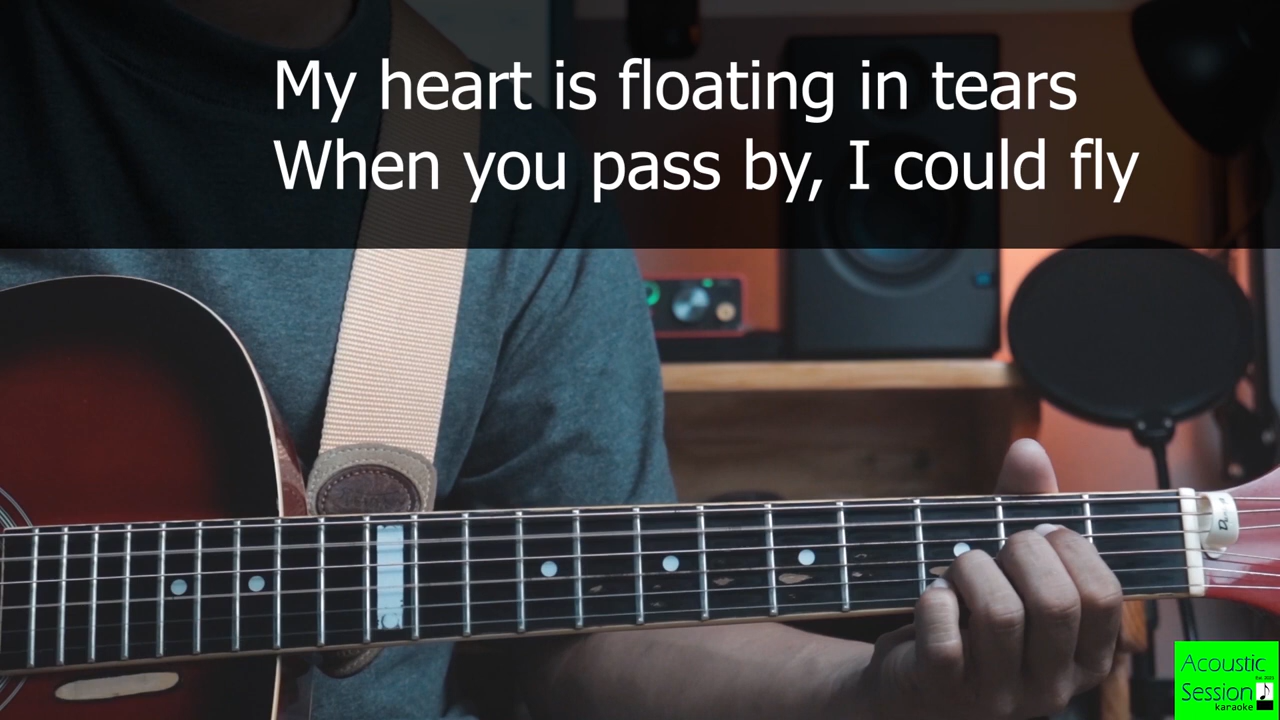 My heart is floating in tears
When you pass by, I could fly
Acoustic
Session
karaoke